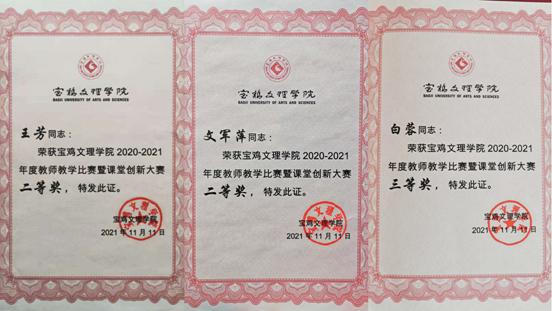 宝鸡文理学院
BAOJI UNIVERSITY OF ARTS AND SCIENCES
王芳同志：
荣获宝鸡文理学院 2020-2021
年度教师教学比赛暨课堂创新大赛
二等奖，特发此证。
宝鸡文理学院
2021 年 11 月 11 日
宝鸡文理学院
BAOJI UNIVERSITY OF ARTS AND SCIENCES
文军萍同志：
荣获宝鸡文理学院 2020-2021
年度教师教学比赛暨课堂创新大赛
二等奖，特发此证。
宝鸡文理学院
2021 年 11 月 11 日
宝鸡文理学院
BAOJI UNIVERSITY OF ARTS AND SCIENCES
白蓉同志：
荣获宝鸡文理学院 2020-2021
年度教师教学比赛暨课堂创新大赛
三等奖，特发此证。
宝鸡文理学院
2021 年 11 月 11 日